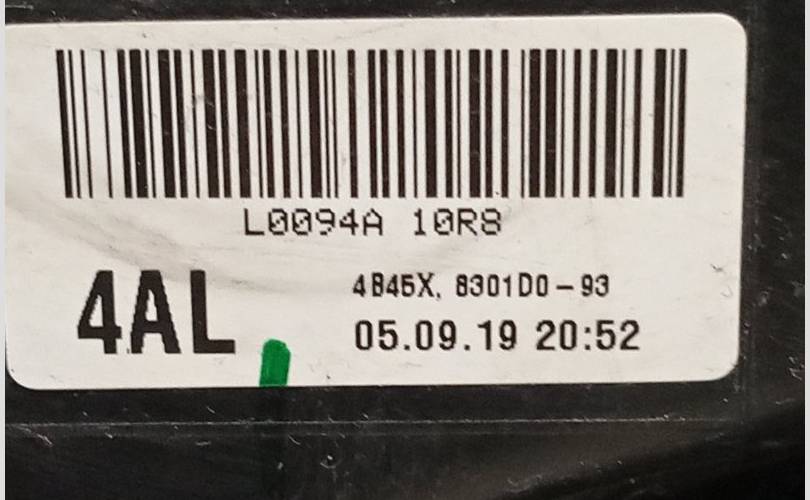 L0094A 10R8
4AL
4B45X, 8301D0-93
05.09.19 20:52